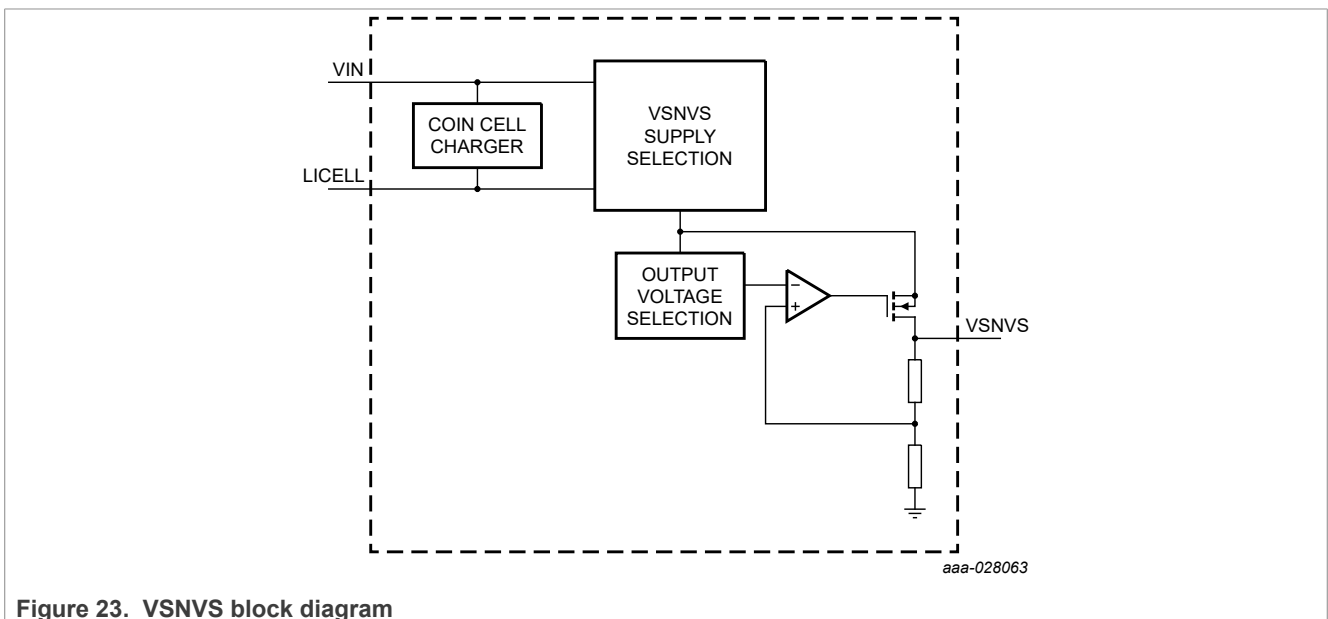 VIN
COIN CELL
CHARGER
LICELL
VSNVS
SUPPLY
SELECTION
OUTPUT
VOLTAGE
SELECTION
−
+
VSNVS
aaa-028063
Figure 23. VSNVS block diagram